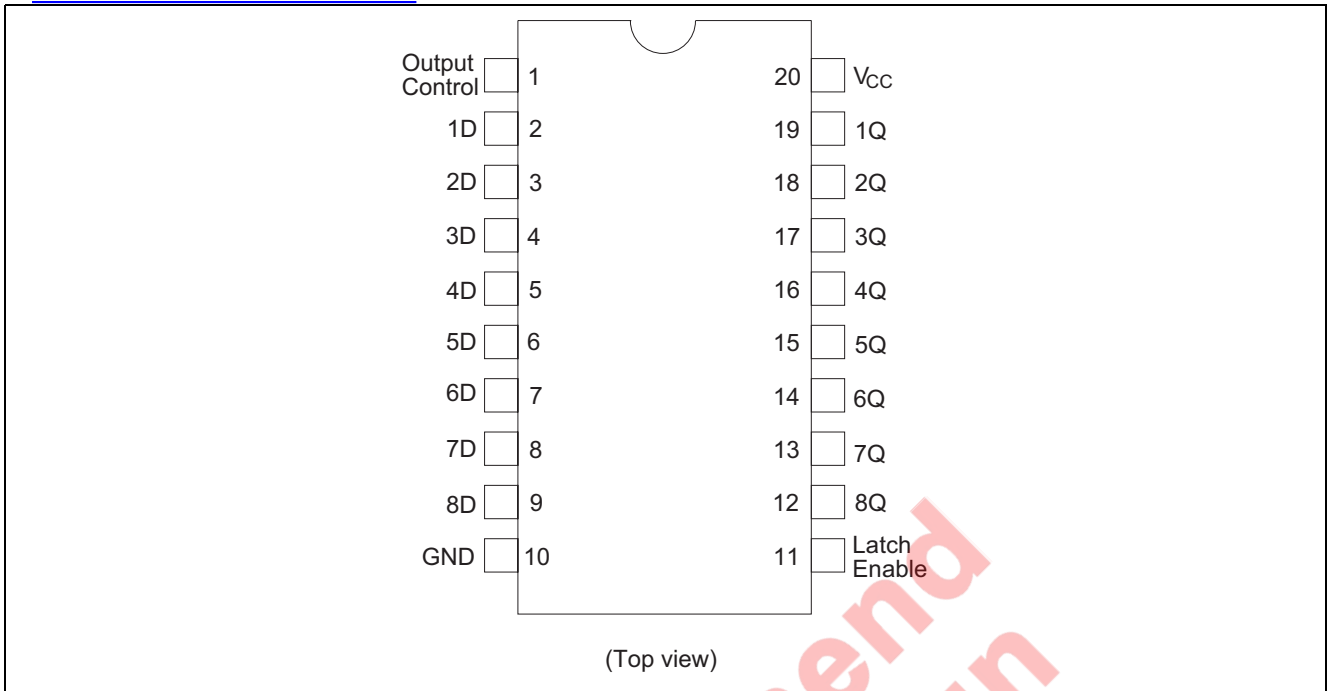 Output
Control
1
20
VCC
1D
2
19
1Q
2D
3
18
2Q
3D
4
17
3Q
4D
5
16
4Q
5D
6
15
5Q
6D
7
14
6Q
7D
8
13
7Q
8D
9
12
8Q
GND
10
11
Latch
Enable
(Top view)